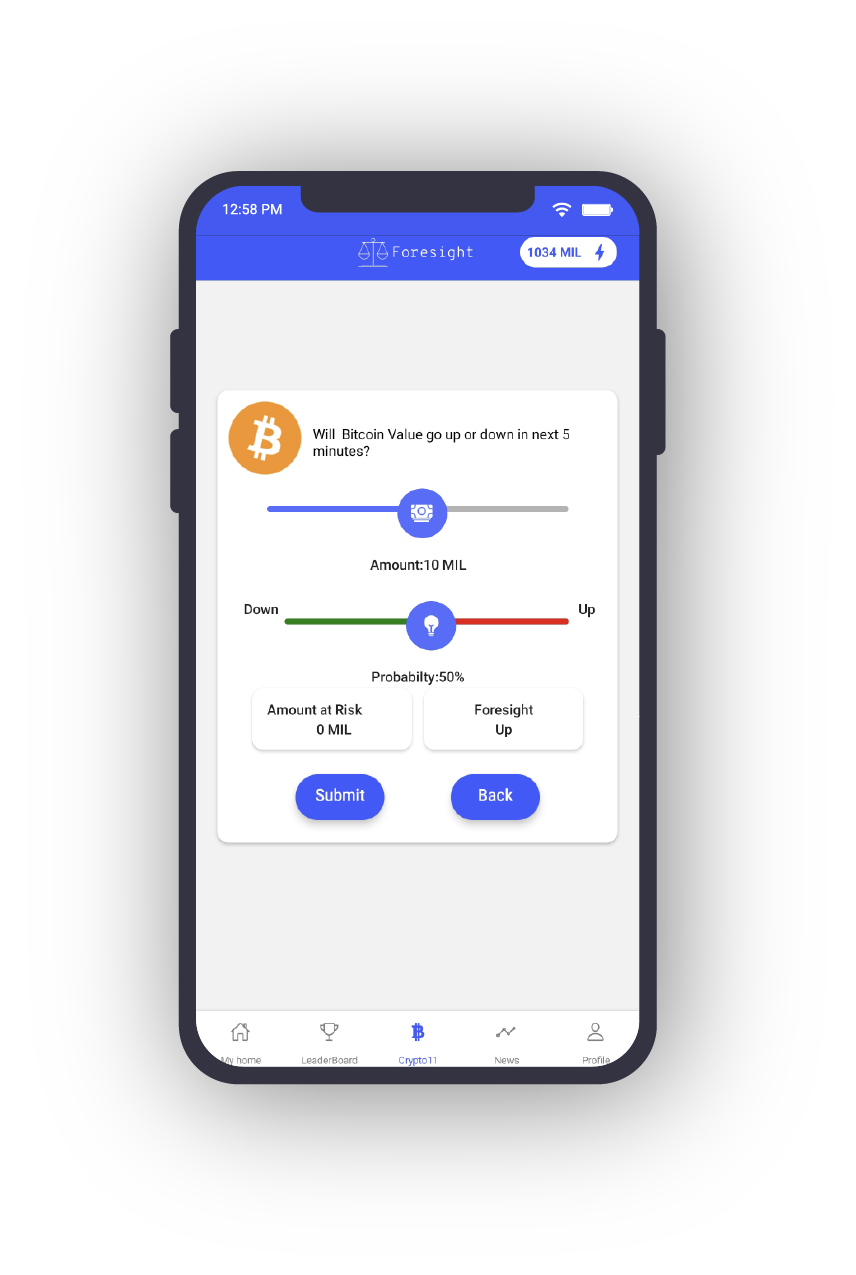 12:58 PM
Foresight
1034 MIL
Will Bitcoin Value go up or down in next 5
minutes?
Amount:10 MIL
Down
Up
Probabilty:50%
Amount at Risk
0 MIL
Foresight
Up
Submit
Back
My home
LeaderBoard
Crypto11
News
Profile